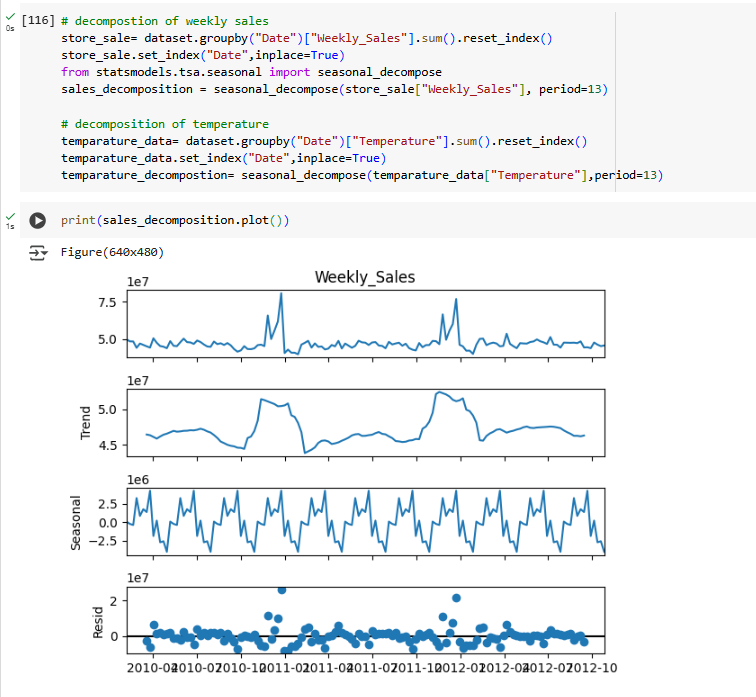 [116] # decompostion of weekly sales
0s
store_sale= dataset.groupby("Date")["Weekly_Sales"].sum().reset_index()
store_sale.set_index("Date",inplace=True)
from statsmodels.tsa.seasonal import seasonal_decompose
sales_decomposition = seasonal_decompose(store_sale["Weekly_Sales"], period=13)
# decomposition of temperature
temparature_data= dataset.groupby("Date")["Temperature"].sum().reset_index()
temparature_data.set_index("Date",inplace=True)
temparature_decompostion= seasonal_decompose(temparature_data["Temperature"],period=13)
print(sales_decomposition.plot())
1s
Figure(640x480)
Weekly_Sales
1e7
7.5
5.0
1e7
5.0
Trend
4.5
1e6
2.5
Seasonal
0.0
−2.5
1e7
2
Resid
0
2010-04 2010-07 2010-10 2011-01 2011-04 2011-07 2011-10 2012-01 2012-04 2012-07 2012-10